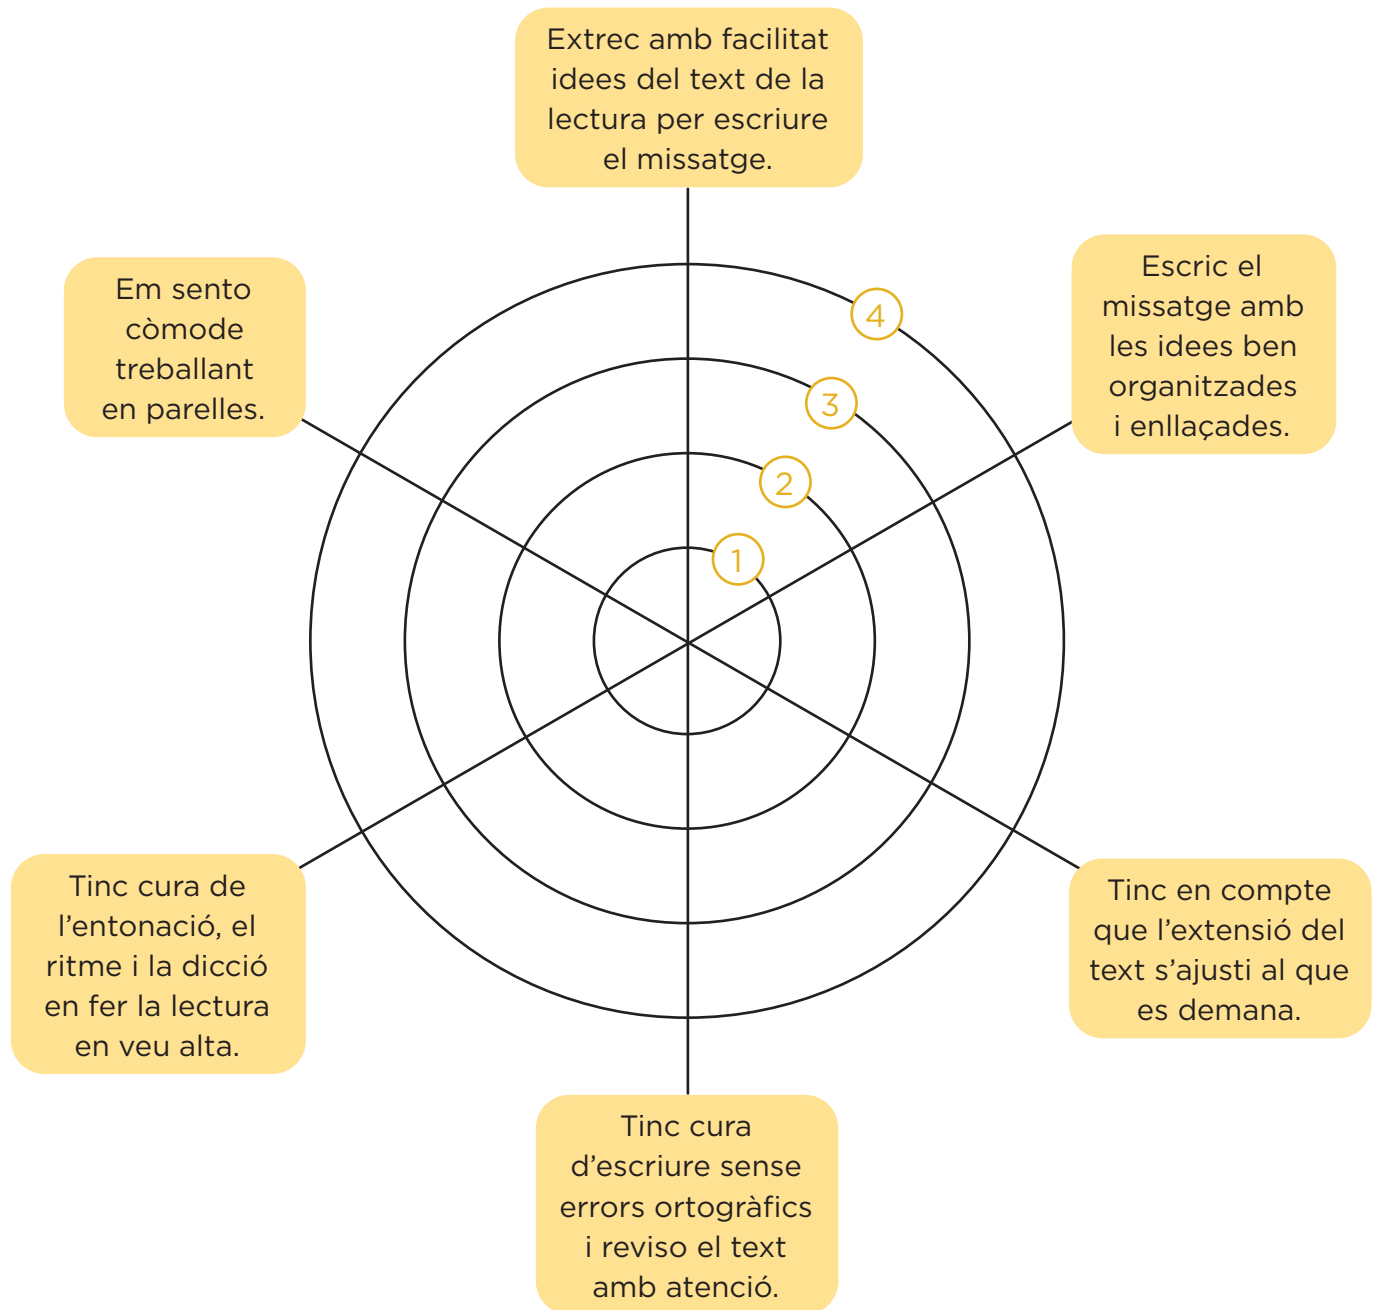 Extrec amb facilitat
idees del text de la
lectura per escriure
el missatge.
Em sento
còmode
treballant
en parelles.
Escric el
missatge amb
les idees ben
organitzades
i enllaçades.
4
3
2
1
Tinc cura de
l’entonació, el
ritme i la dicció
en fer la lectura
en veu alta.
Tinc en compte
que l’extensió del
text s’ajusti al que
es demana.
Tinc cura
d’escriure sense
errors ortogràfics
i reviso el text
amb atenció.